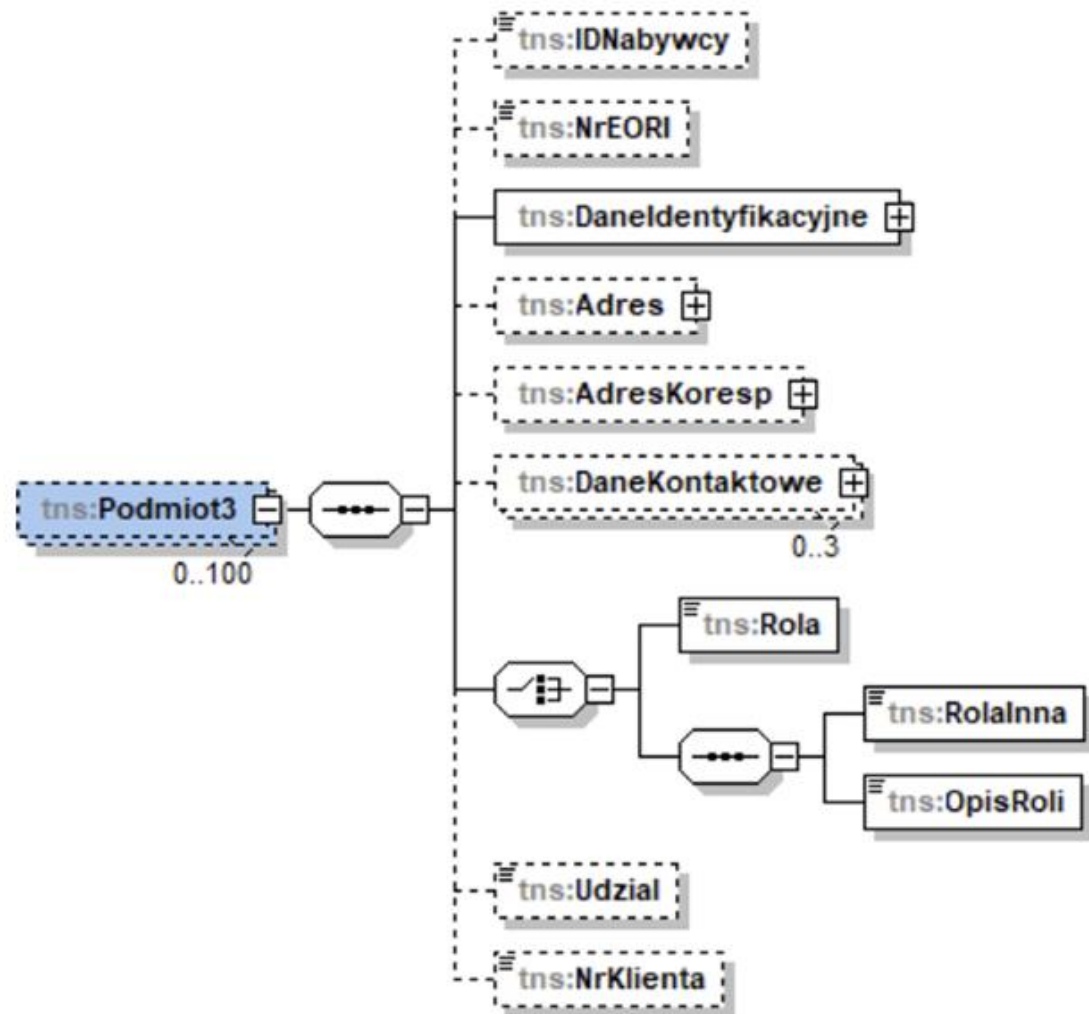 tns:IDNabywcy
tns:NrEORI
tns:DaneIdentyfikacyjne
tns:Adres
tns:AdresKoresp
tns:DaneKontaktowe
0..3
tns:Podmiot3
0..100
tns:Rola
tns:RolaInna
tns:OpisRoli
tns:Udzial
tns:NrKlienta